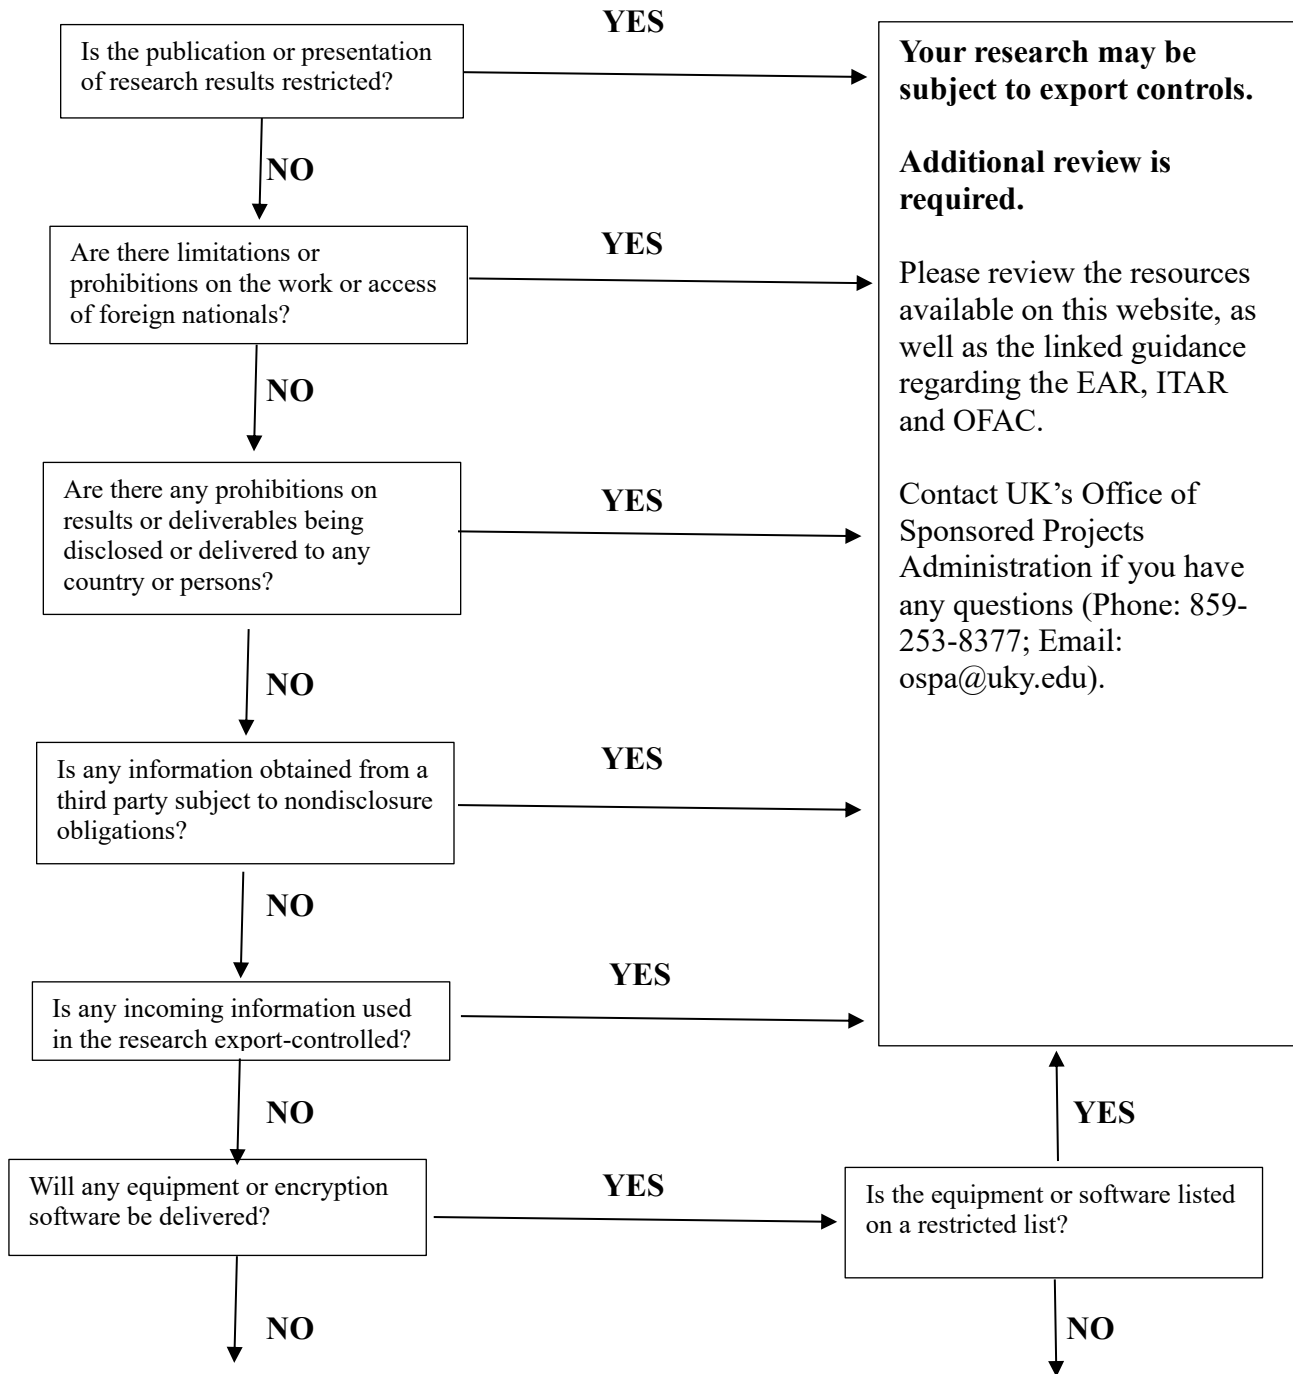 YES
Is the publication or presentation
of research results restricted?
Your research may be
subject to export controls.
Additional review is
required.
Please review the resources
available on this website, as
well as the linked guidance
regarding the EAR, ITAR
and OFAC.
Contact UK’s Office of
Sponsored Projects
Administration if you have
any questions (Phone: 859-
253-8377; Email:
ospa@uky.edu).
NO
Are there limitations or
prohibitions on the work or access
of foreign nationals?
YES
NO
Are there any prohibitions on
results or deliverables being
disclosed or delivered to any
country or persons?
YES
NO
Is any information obtained from a
third party subject to nondisclosure
obligations?
YES
NO
Is any incoming information used
in the research export-controlled?
YES
NO
YES
Will any equipment or encryption
software be delivered?
YES
Is the equipment or software listed
on a restricted list?
NO
NO